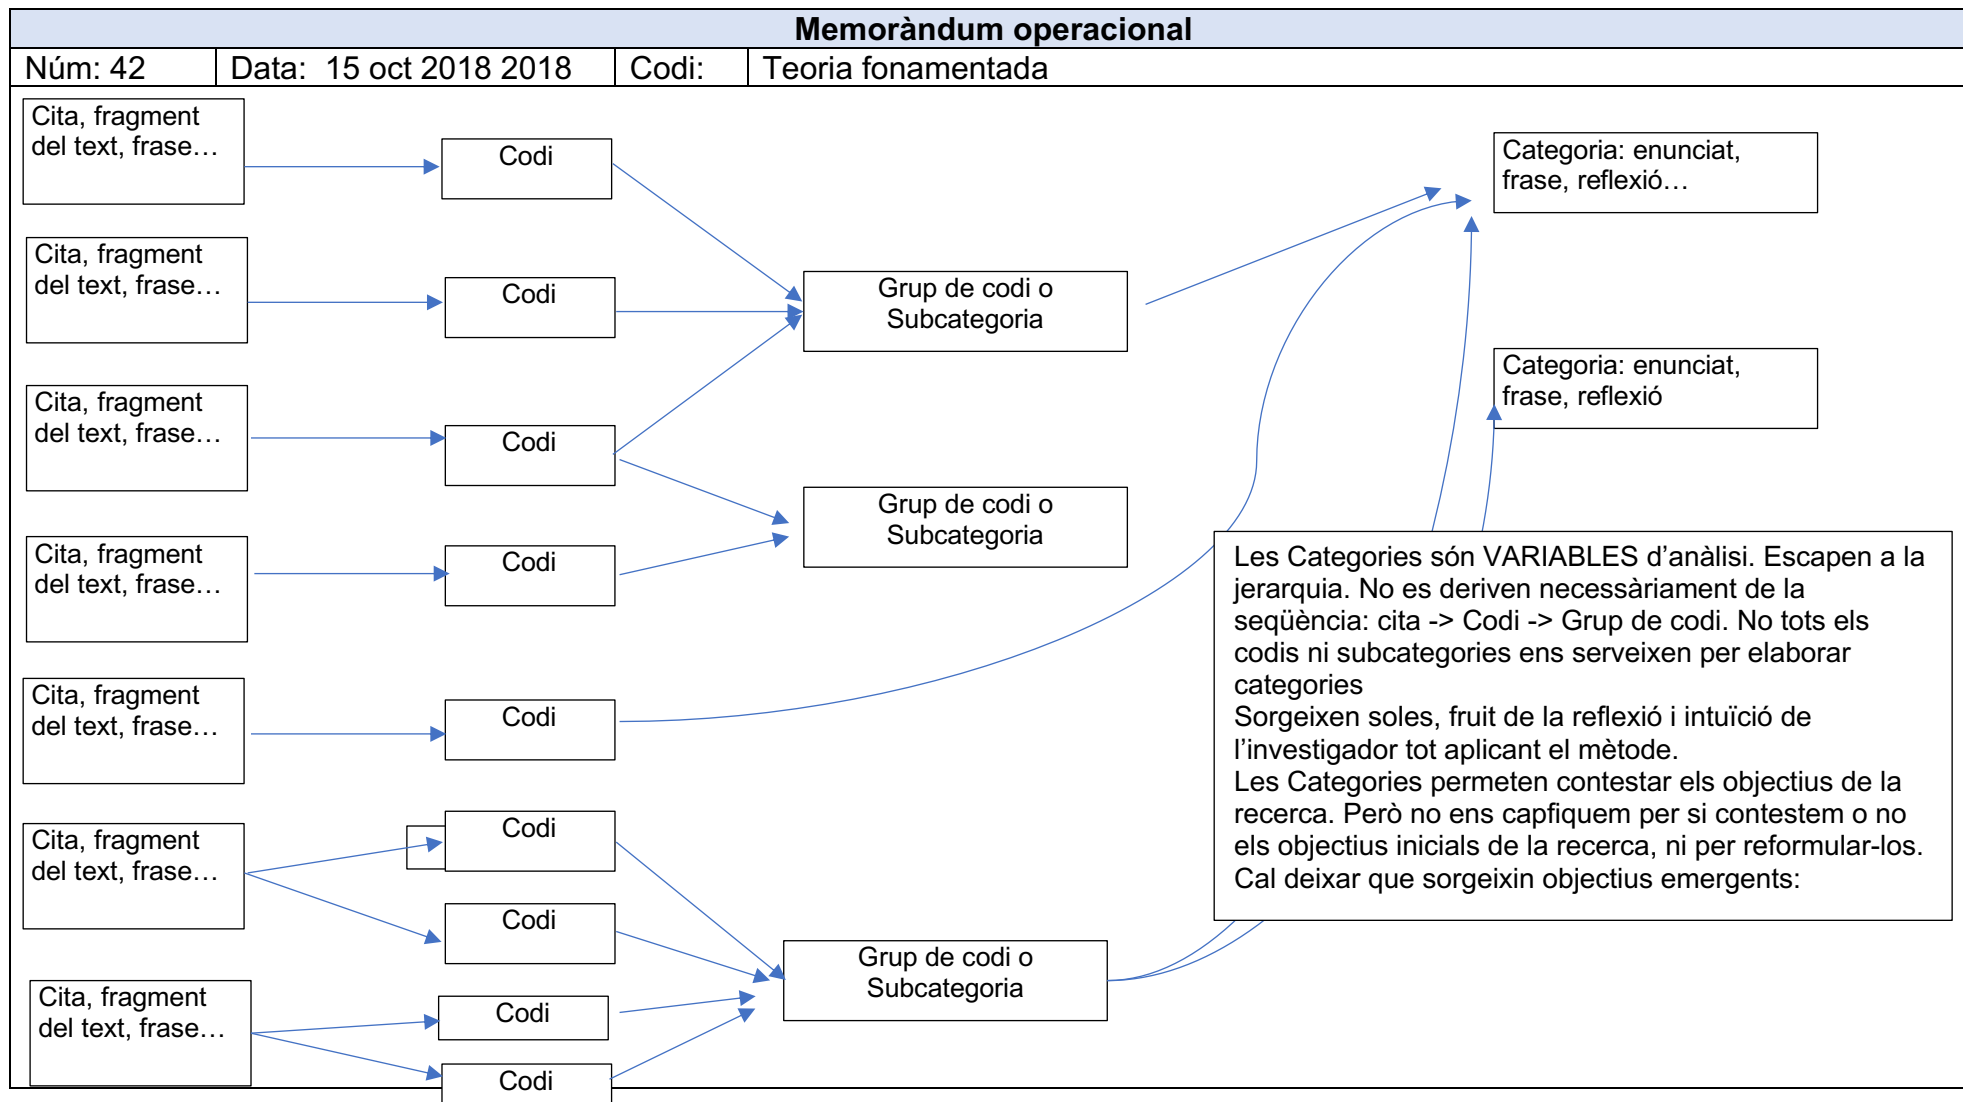 Memoràndum operacional
Núm: 42
Data: 15 oct 2018 2018
Codi:
Teoria fonamentada
Cita, fragment
del text, frase…
Codi
Cita, fragment
del text, frase…
Codi
Cita, fragment
del text, frase…
Codi
Cita, fragment
del text, frase…
Codi
Cita, fragment
del text, frase…
Codi
Cita, fragment
del text, frase…
Codi
Codi
Cita, fragment
del text, frase…
Codi
Codi
Grup de codi o
Subcategoria
Grup de codi o
Subcategoria
Grup de codi o
Subcategoria
Categoria: enunciat,
frase, reflexió…
Categoria: enunciat,
frase, reflexió
Les Categories són VARIABLES d’anàlisi. Escapen a la
jerarquia. No es deriven necessàriament de la
seqüència: cita -> Codi -> Grup de codi. No tots els
codis ni subcategories ens serveixen per elaborar
categories
Sorgeixen soles, fruit de la reflexió i intuïció de
l’investigador tot aplicant el mètode.
Les Categories permeten contestar els objectius de la
recerca. Però no ens capfiquem per si contestem o no
els objectius inicials de la recerca, ni per reformular-los.
Cal deixar que sorgeixin objectius emergents: